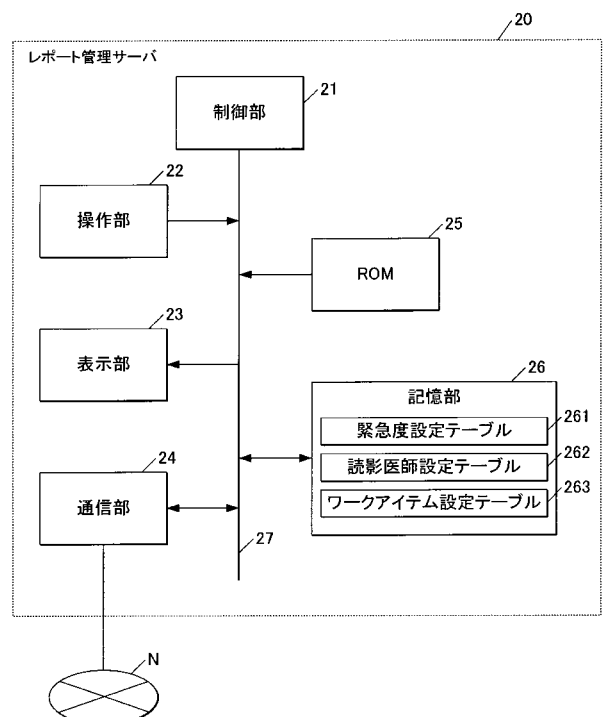 20
レポート管理サーバ
21
制御部
22
操作部
25
ROM
23
表示部
26
記憶部
緊急度設定テーブル
261
読影医師設定テーブル
262
ワークアイテム設定テーブル
263
24
通信部
27
N